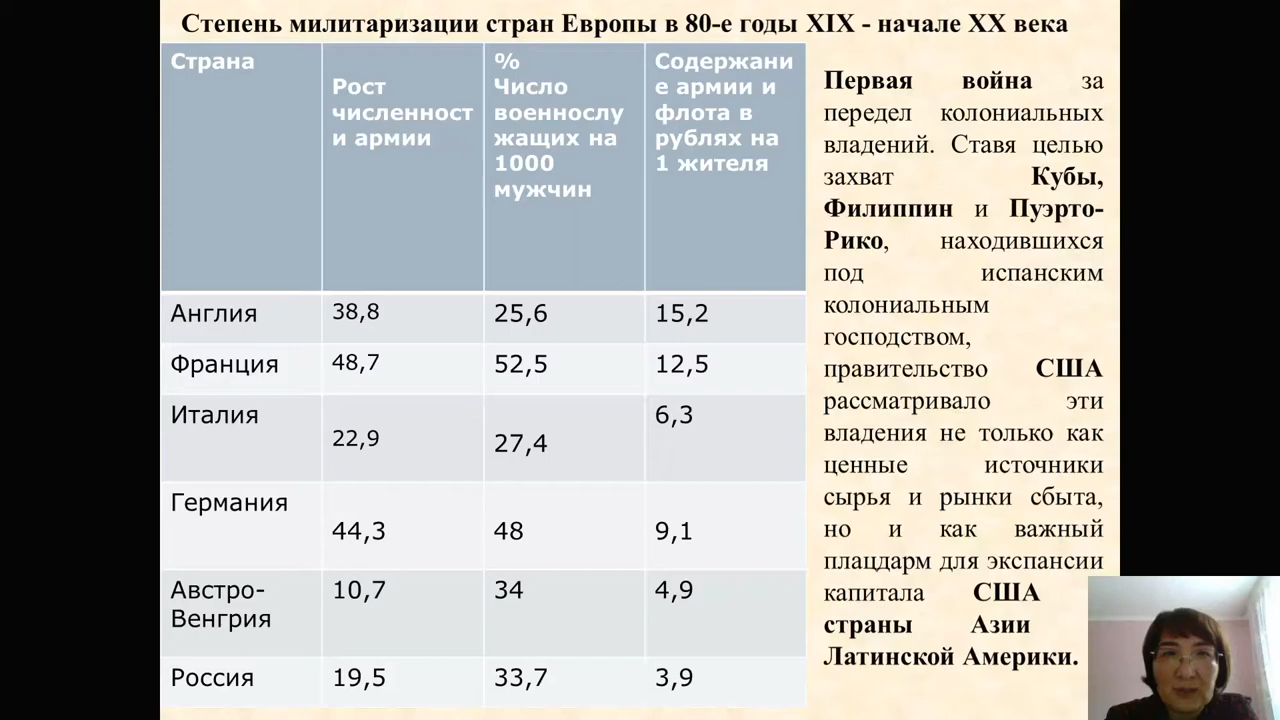 Степень милитаризации стран Европы в 80-е годы XIX - начале XX века
Страна
Рост
численност
и армии
%
Число
военнослу
жащих на
1000
мужчин
Содержани
е армии и
флота в
рублях на
1 жителя
Англия 38,8 25,6 15,2
Франция 48,7 52,5 12,5
Италия 22,9 27,4 6,3
Германия 44,3 48 9,1
Австро-
Венгрия 10,7 34 4,9
Россия 19,5 33,7 3,9
Первая война за
передел колониальных
владений. Ставя целью
захват Кубы,
Филиппин и Пуэрто-
Рико, находившихся
под испанским
колониальным
господством,
правительство США
рассматривало эти
владения не только как
ценные источники
сырья и рынки сбыта,
но и как важный
плацдарм для экспансии
капитала США
страны Азии
Латинской Америки.